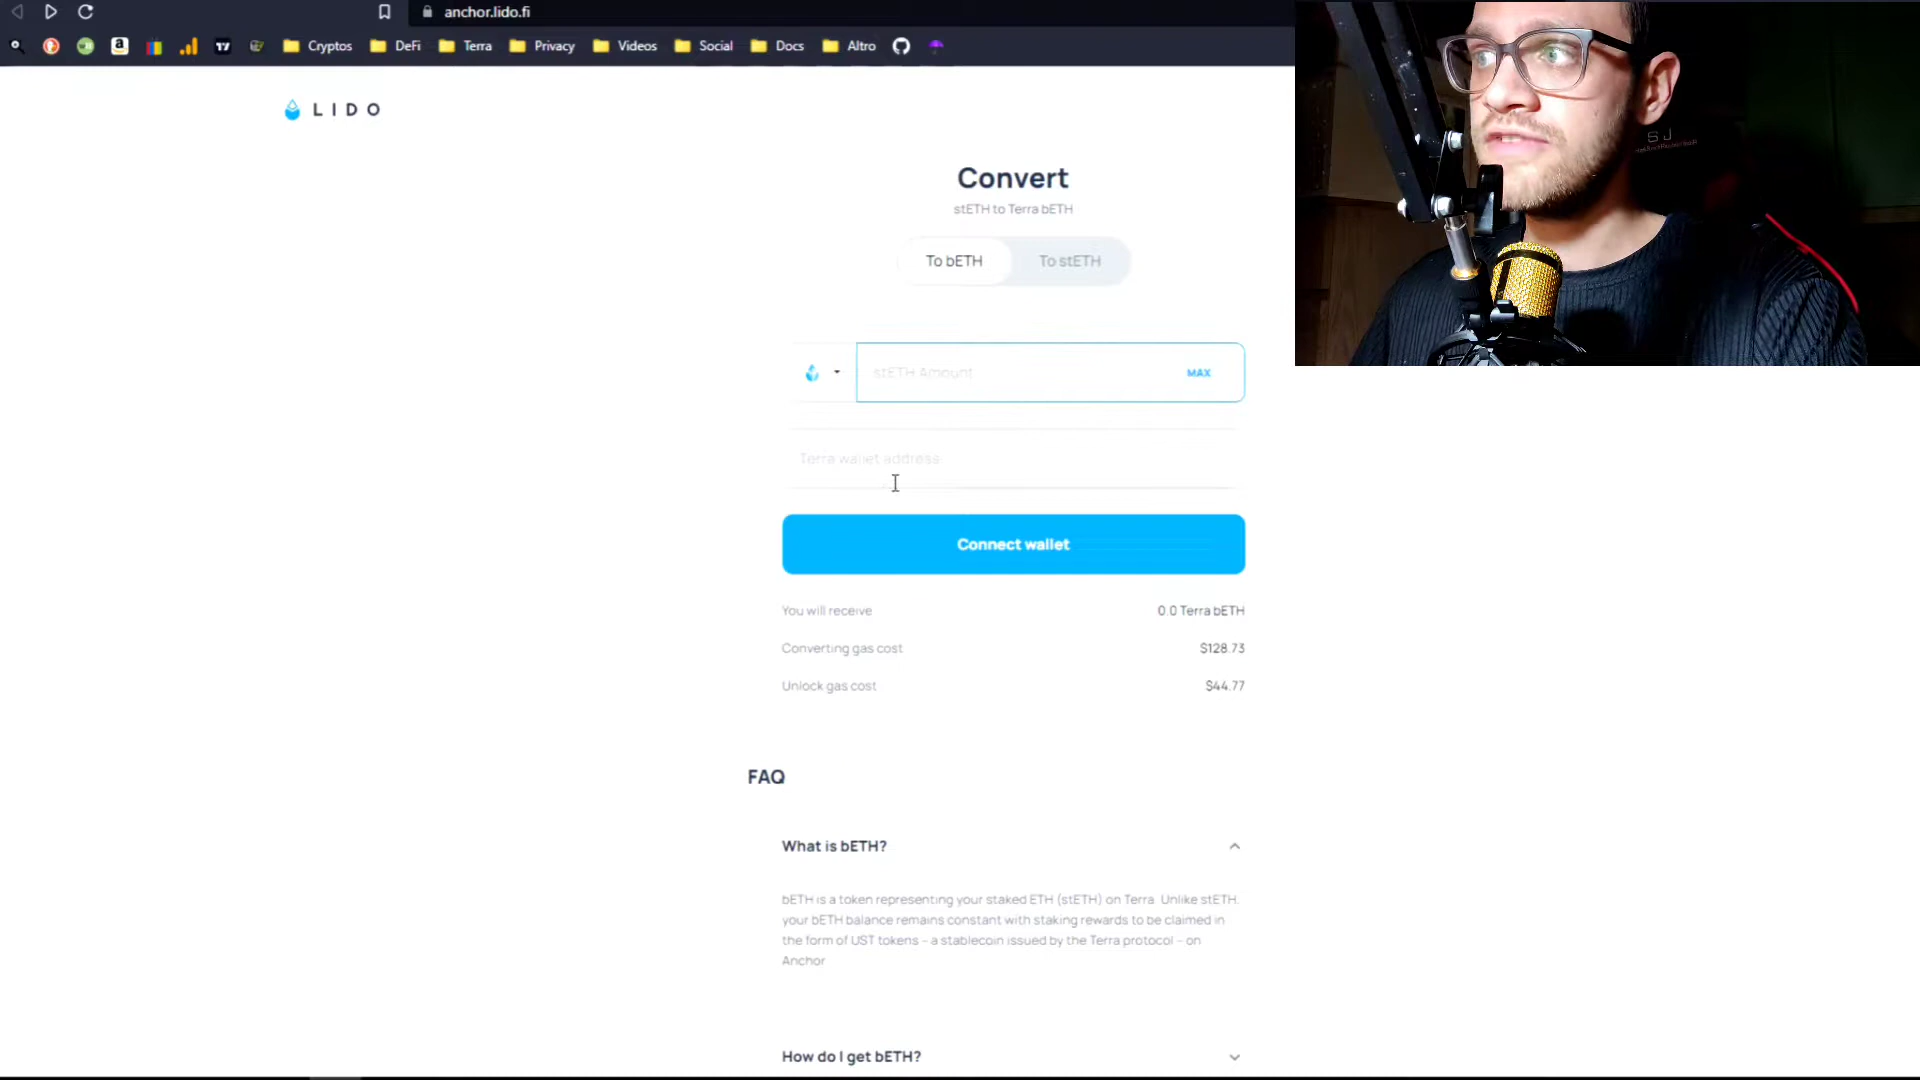 anchor.lido.fi
Cryptos DeFi Terra Privacy Videos Social Docs Altro
LIDO
Convert
stETH to Terra bETH
To bETH To stETH
stETH Amount MAX
Terra wallet address
Connect wallet
You will receive 0.0 Terra bETH
Converting gas cost $128.73
Unlock gas cost $44.77
FAQ
What is bETH?
bETH is a token representing your staked ETH (stETH) on Terra. Unlike stETH,
your bETH balance remains constant with staking rewards to be claimed in
the form of UST tokens – a stablecoin issued by the Terra protocol – on
Anchor
How do I get bETH?
SJ